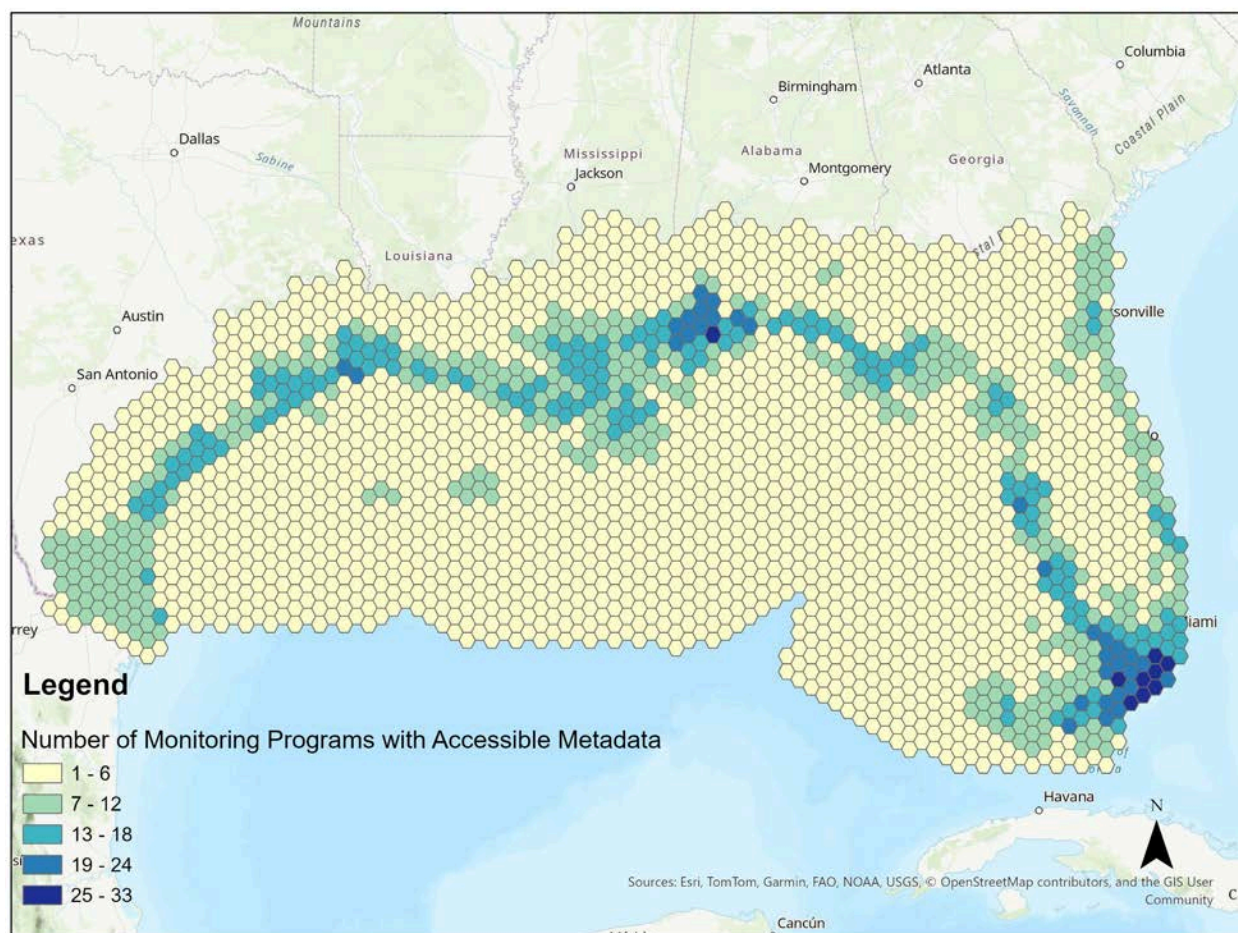 Mountains
Columbia
Atlanta
Birmingham
Savannah
Coastal Plain
Dallas
Sabine
Mississippi
Alabama
Georgia
Jackson
Montgomery
exas
Louisiana
Austin
sonville
San Antonio
rrey
iami
Legend
Number of Monitoring Programs with Accessible Metadata
1 - 6
7 - 12
13 - 18
19 - 24
25 - 33
Havana
N
Sources: Esri, TomTom, Garmin, FAO, NOAA, USGS, © OpenStreetMap contributors, and the GIS User
Community
Cancún